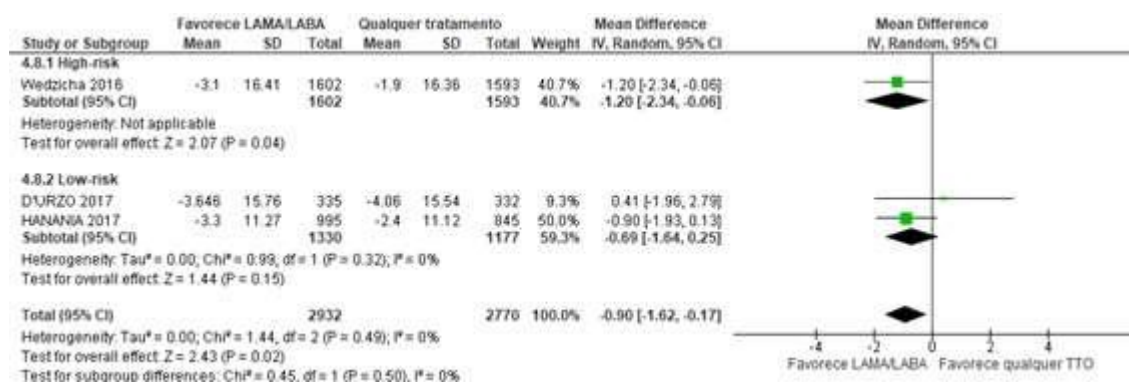 Favorece LAMA/LABA Qualquer tratamento Mean Difference Mean Difference
Study or Subgroup Mean SD Total Mean SD Total Weight IV, Random, 95% CI IV, Random, 95% CI
4.8.1 High-risk
Wedzicha 2016 -3.1 16.41 1602 -1.9 16.36 1593 40.7% -1.20 [-2.34, -0.06]
Subtotal (95% CI) 1602 1593 40.7% -1.20 [-2.34, -0.06]
Heterogeneity: Not applicable
Test for overall effect: Z = 2.07 (P = 0.04)
4.8.2 Low-risk
D'URZO 2017 -3.646 15.76 335 -4.06 15.54 332 9.3% 0.41 [-1.96, 2.79]
HANANIA 2017 -3.3 11.27 995 -2.4 11.12 845 50.0% -0.90 [-1.93, 0.13]
Subtotal (95% CI) 1330 1177 59.3% -0.69 [-1.64, 0.25]
Heterogeneity: Tau² = 0.00; Chi² = 0.99, df = 1 (P = 0.32); I² = 0%
Test for overall effect: Z = 1.44 (P = 0.15)
Total (95% CI) 2932 2770 100.0% -0.90 [-1.62, -0.17]
Heterogeneity: Tau² = 0.00; Chi² = 1.44, df = 2 (P = 0.49); I² = 0%
Test for overall effect: Z = 2.43 (P = 0.02)
Test for subgroup differences: Chi² = 0.45, df = 1 (P = 0.50), I² = 0%
-4 -2 0 2 4
Favorece LAMA/LABA Favorece qualquer TTO